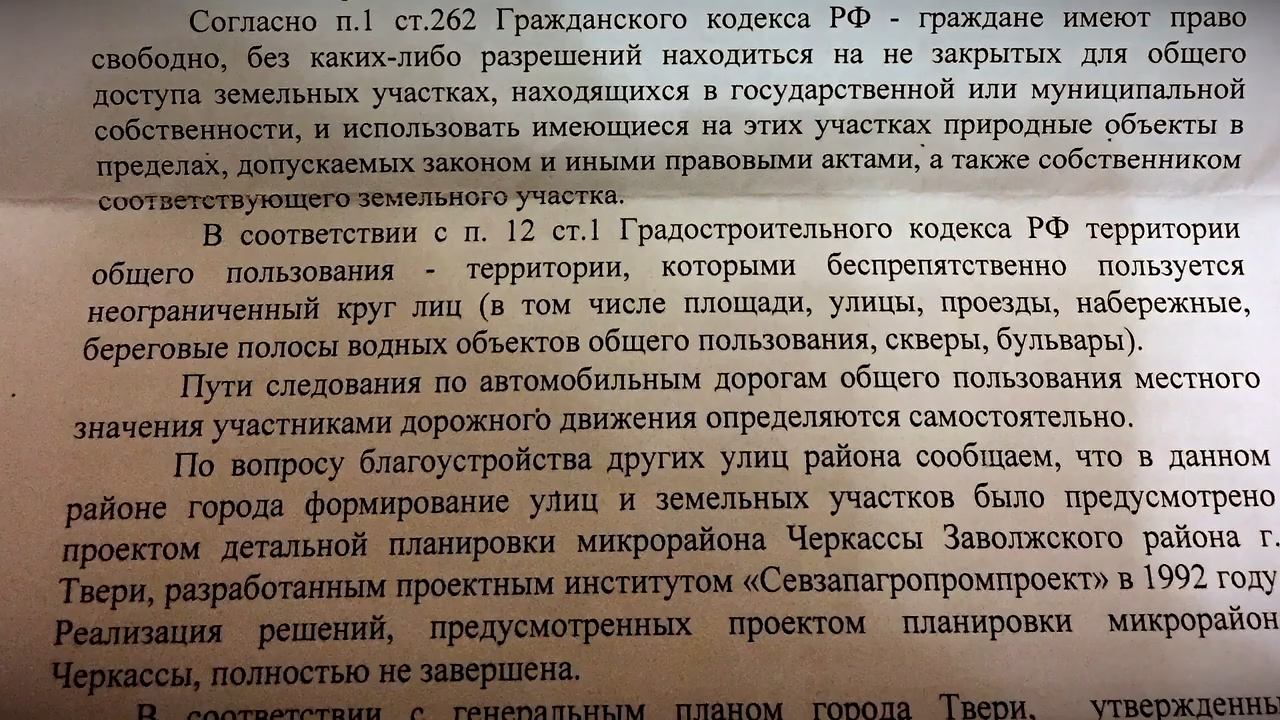 Согласно п.1 ст.262 Гражданского кодекса РФ - граждане имеют право
свободно, без каких-либо разрешений находиться на не закрытых для общего
доступа земельных участках, находящихся в государственной или муниципальной
собственности, и использовать имеющиеся на этих участках природные объекты в
пределах, допускаемых законом и иными правовыми актами, а также собственником
соответствующего земельного участка.
В соответствии с п. 12 ст.1 Градостроительного кодекса РФ территории
общего пользования - территории, которыми беспрепятственно пользуется
неограниченный круг лиц (в том числе площади, улицы, проезды, набережные,
береговые полосы водных объектов общего пользования, скверы, бульвары).
Пути следования по автомобильным дорогам общего пользования местного
значения участниками дорожного движения определяются самостоятельно.
По вопросу благоустройства других улиц района сообщаем, что в данном
районе города формирование улиц и земельных участков было предусмотрено
проектом детальной планировки микрорайона Черкассы Заволжского района г.
Твери, разработанным проектным институтом «Севзапагропромпроект» в 1992 году
Реализация решений, предусмотренных проектом планировки микрорайон
Черкассы, полностью не завершена.
В соответствии с генеральным планом города Твери, утвержденны